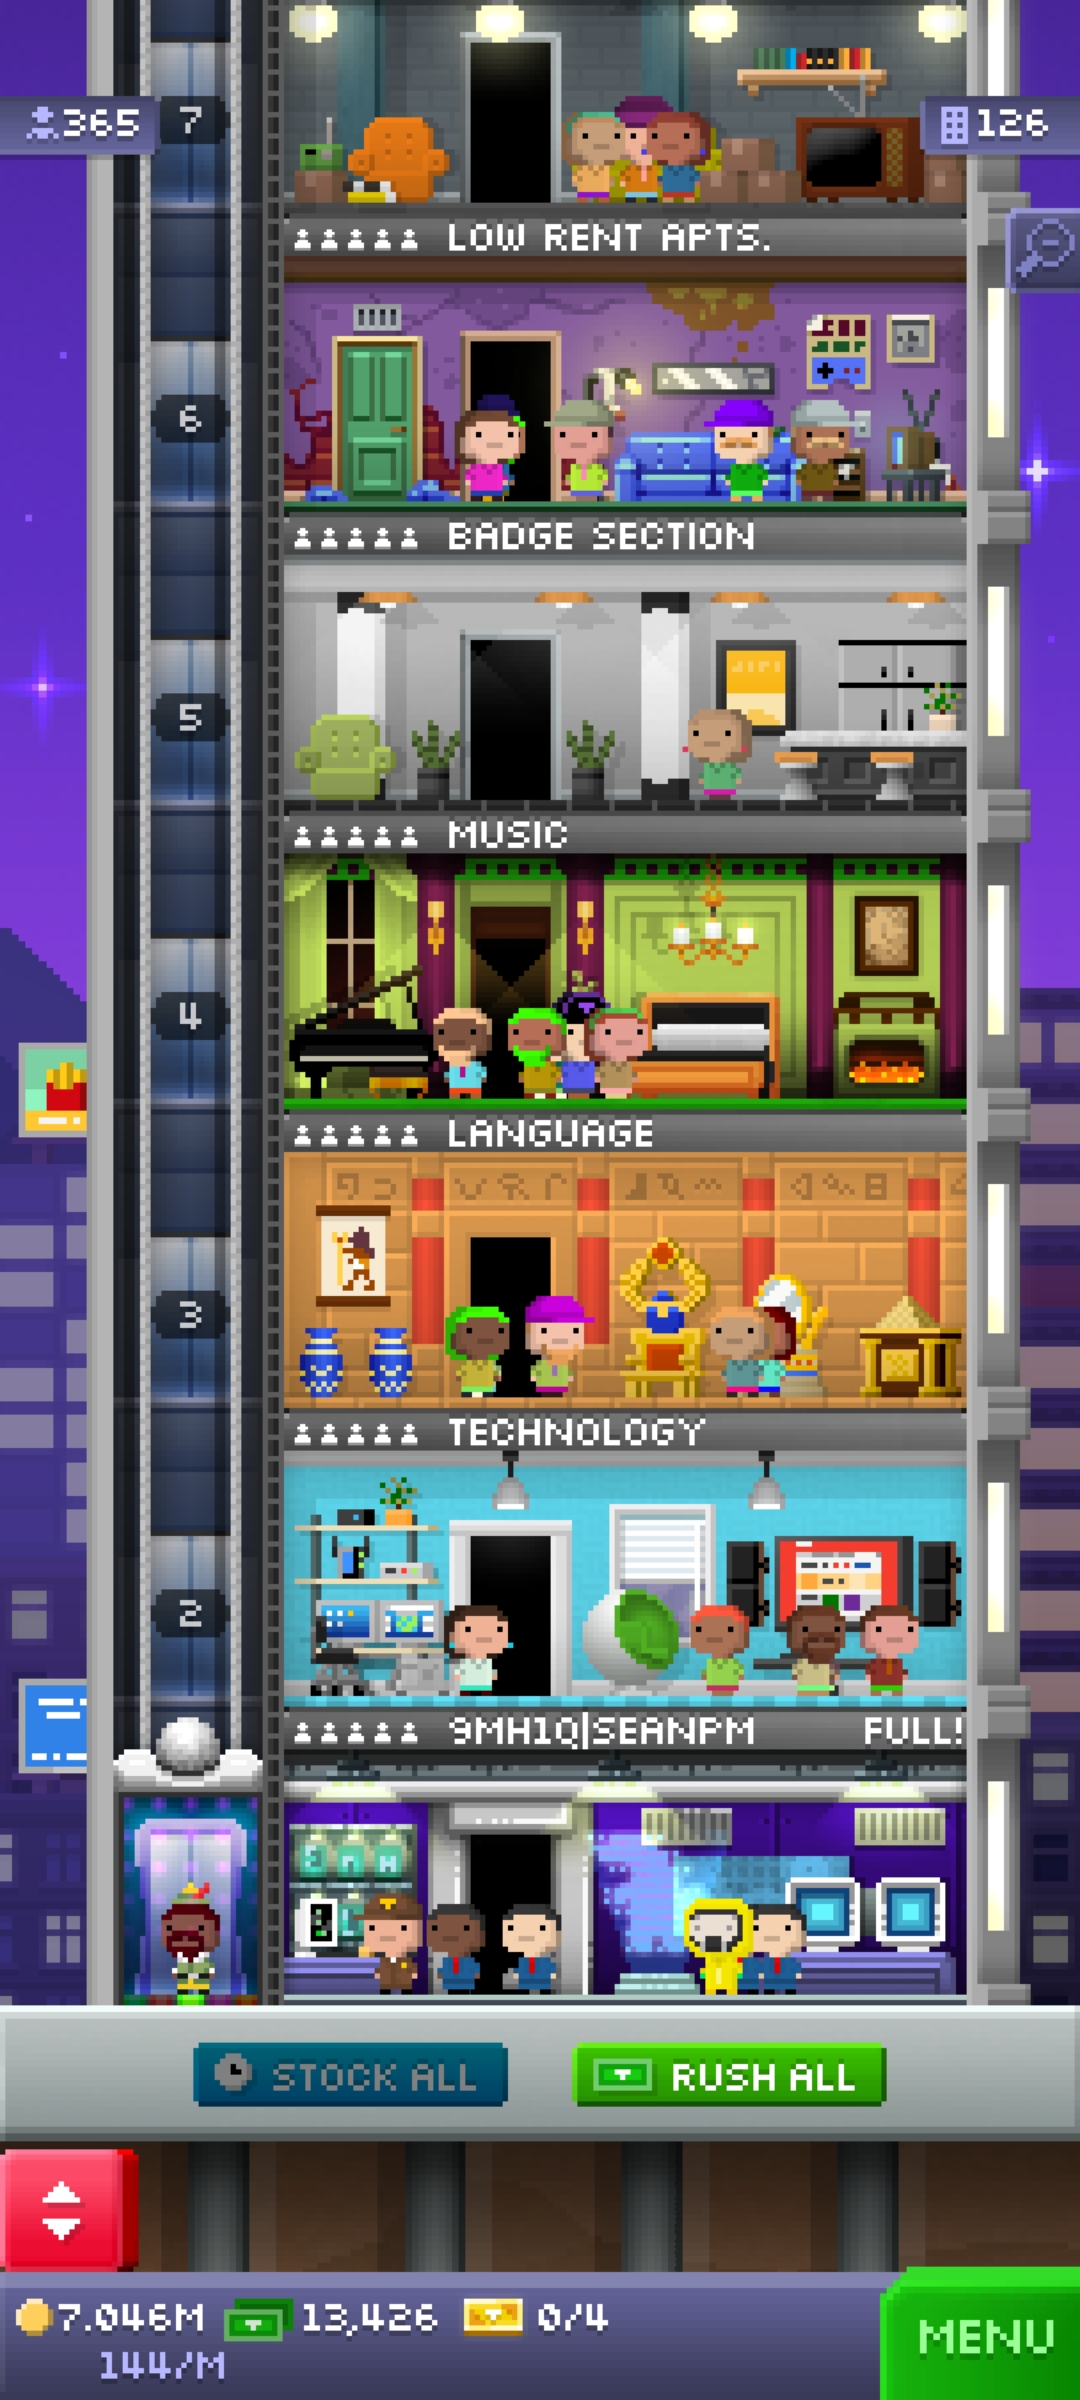 365
7
126
LOW RENT APTS.
6
BADGE SECTION
5
MUSIC
4
LANGUAGE
3
TECHNOLOGY
2
9MH1Q|SEANPM FULL!
STOCK ALL
RUSH ALL
7.046M 13,426 0/4
144/M
MENU